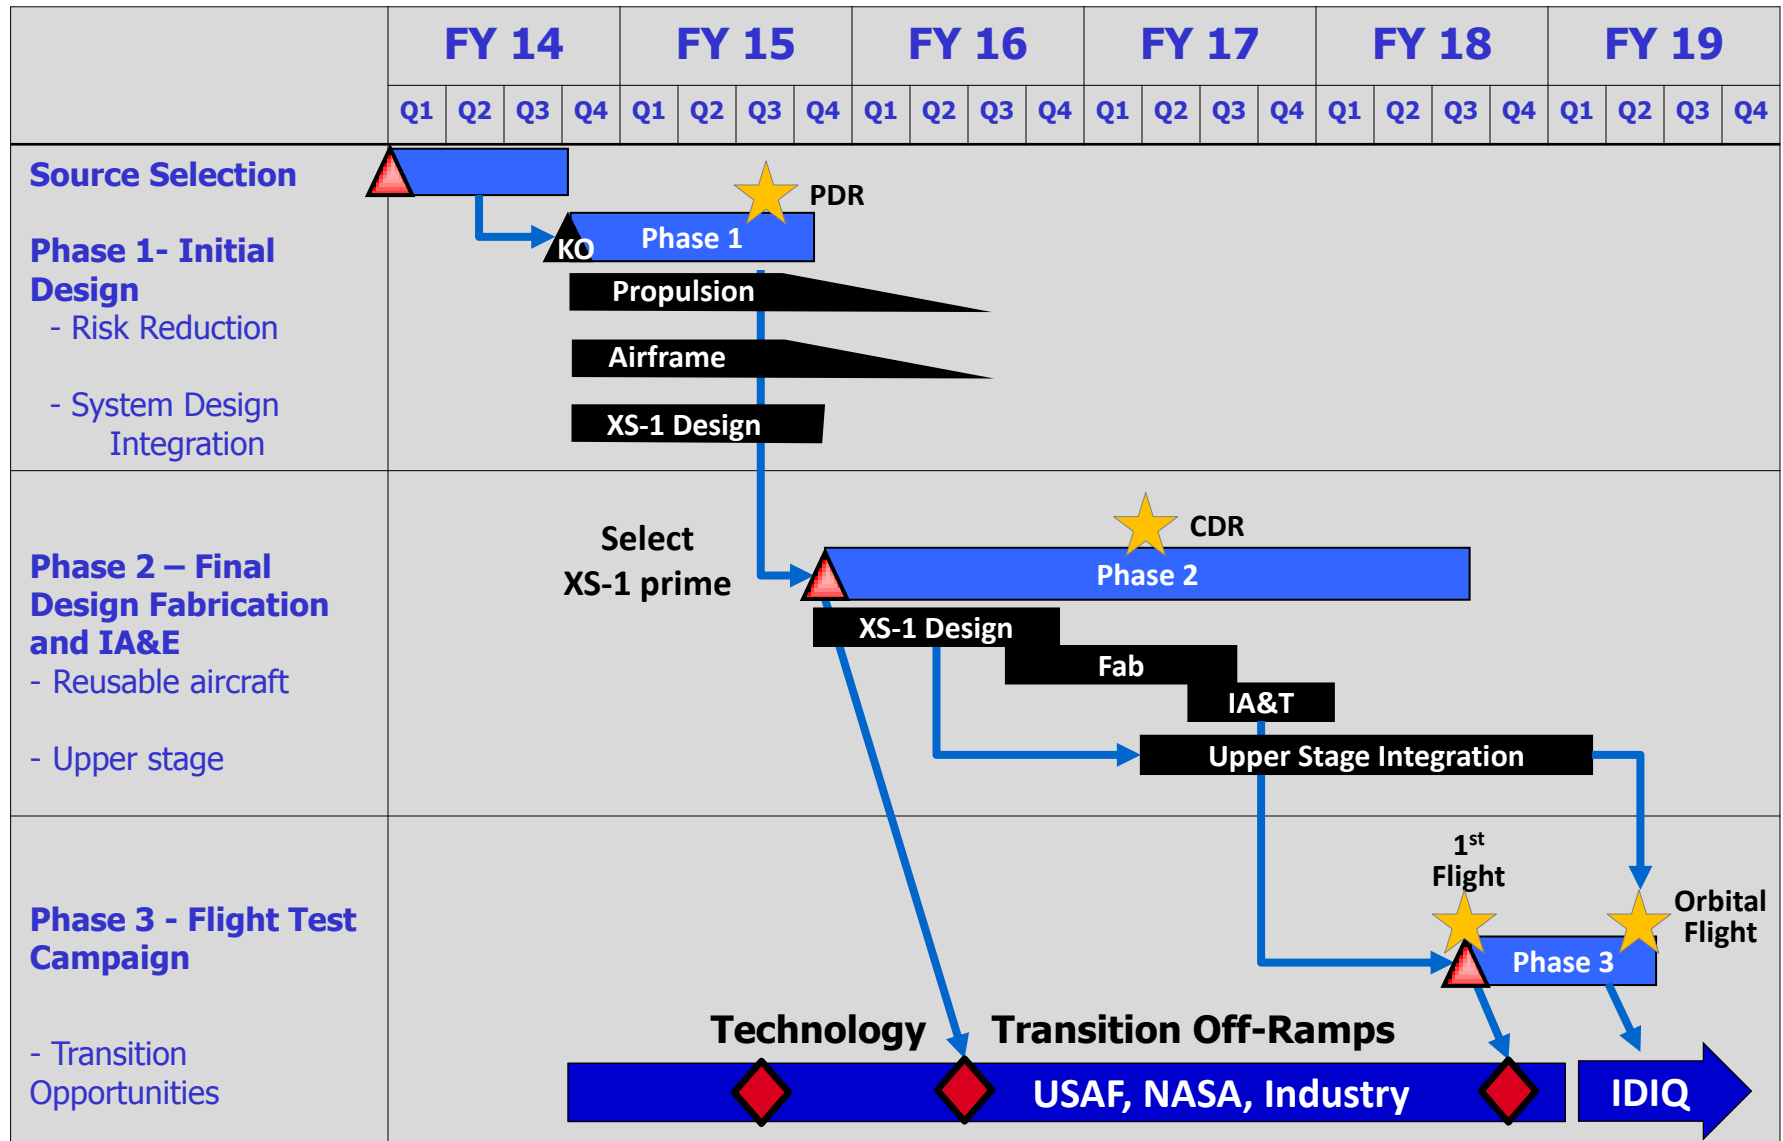 FY 14 FY 15 FY 16 FY 17 FY 18 FY 19
Q1 Q2 Q3 Q4 Q1 Q2 Q3 Q4 Q1 Q2 Q3 Q4 Q1 Q2 Q3 Q4 Q1 Q2 Q3 Q4 Q1 Q2 Q3 Q4
Source Selection
PDR
KO
Phase 1
Phase 1- Initial
Design
- Risk Reduction
- System Design
Integration
Propulsion
Airframe
XS-1 Design
Phase 2 – Final
Design Fabrication
and IA&E
- Reusable aircraft
- Upper stage
Select
XS-1 prime
CDR
Phase 2
XS-1 Design
Fab
IA&T
Upper Stage Integration
Phase 3 - Flight Test
Campaign
- Transition
Opportunities
1st
Flight
Orbital
Flight
Phase 3
Technology Transition Off-Ramps
USAF, NASA, Industry
IDIQ